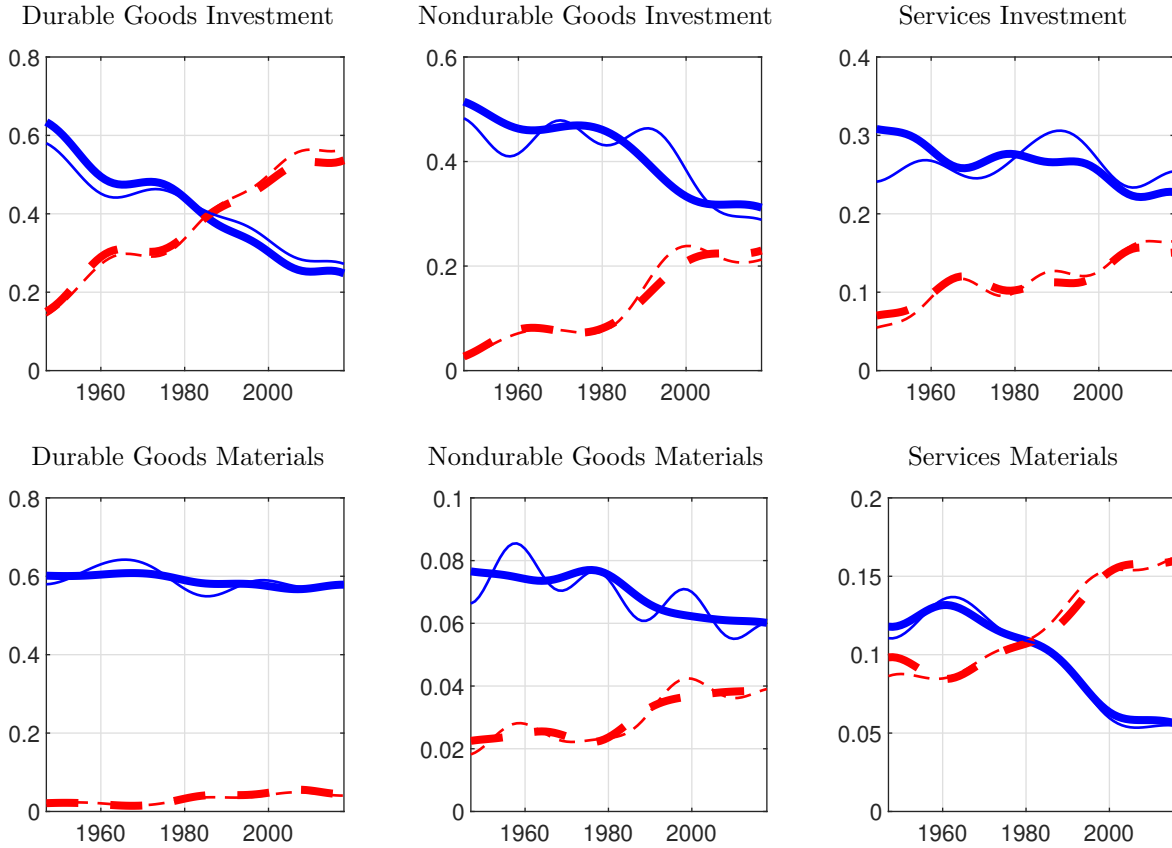 Durable Goods Investment
0.8
0.6
0.4
0.2
0
1960 1980 2000
Nondurable Goods Investment
0.6
0.4
0.2
0
1960 1980 2000
Services Investment
0.4
0.3
0.2
0.1
0
1960 1980 2000
Durable Goods Materials
0.8
0.6
0.4
0.2
0
1960 1980 2000
Nondurable Goods Materials
0.1
0.08
0.06
0.04
0.02
0
1960 1980 2000
Services Materials
0.2
0.15
0.1
0.05
0
1960 1980 2000